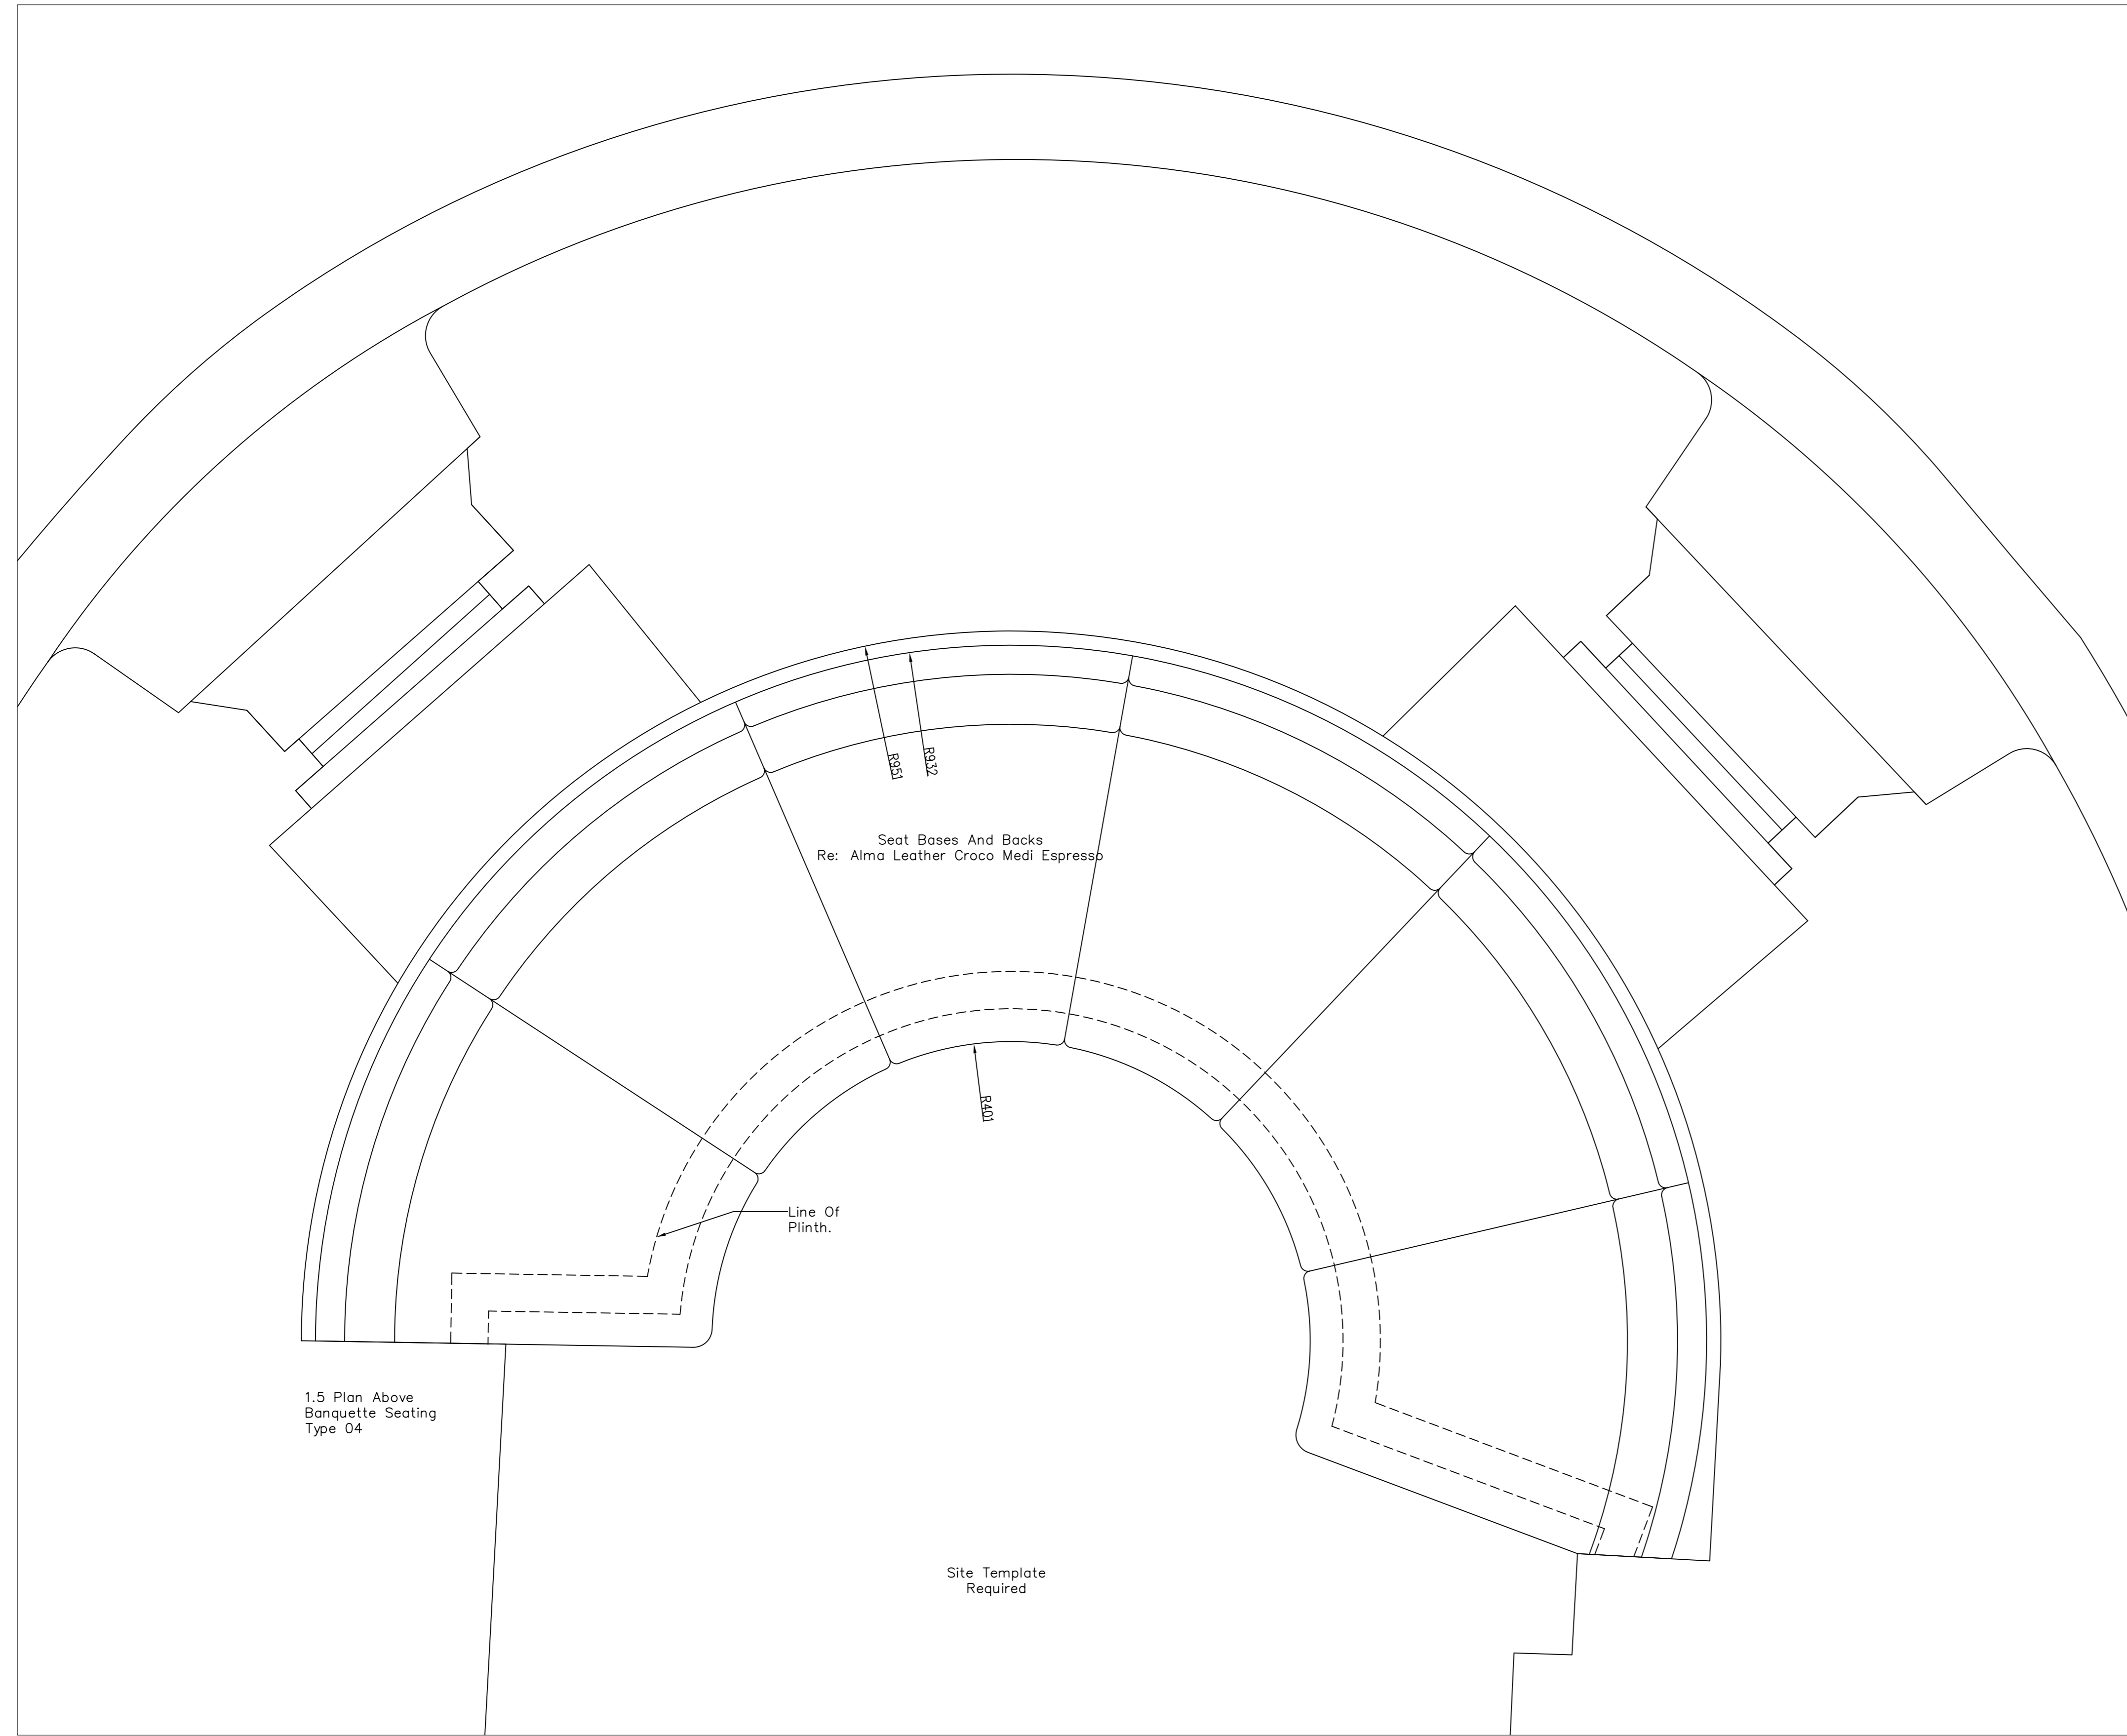 R951
R932
Seat Bases And Backs
Re: Alma Leather Croco Medi Espresso
R401
Line Of
Plinth.
1.5 Plan Above
Banquette Seating
Type 04
Site Template
Required